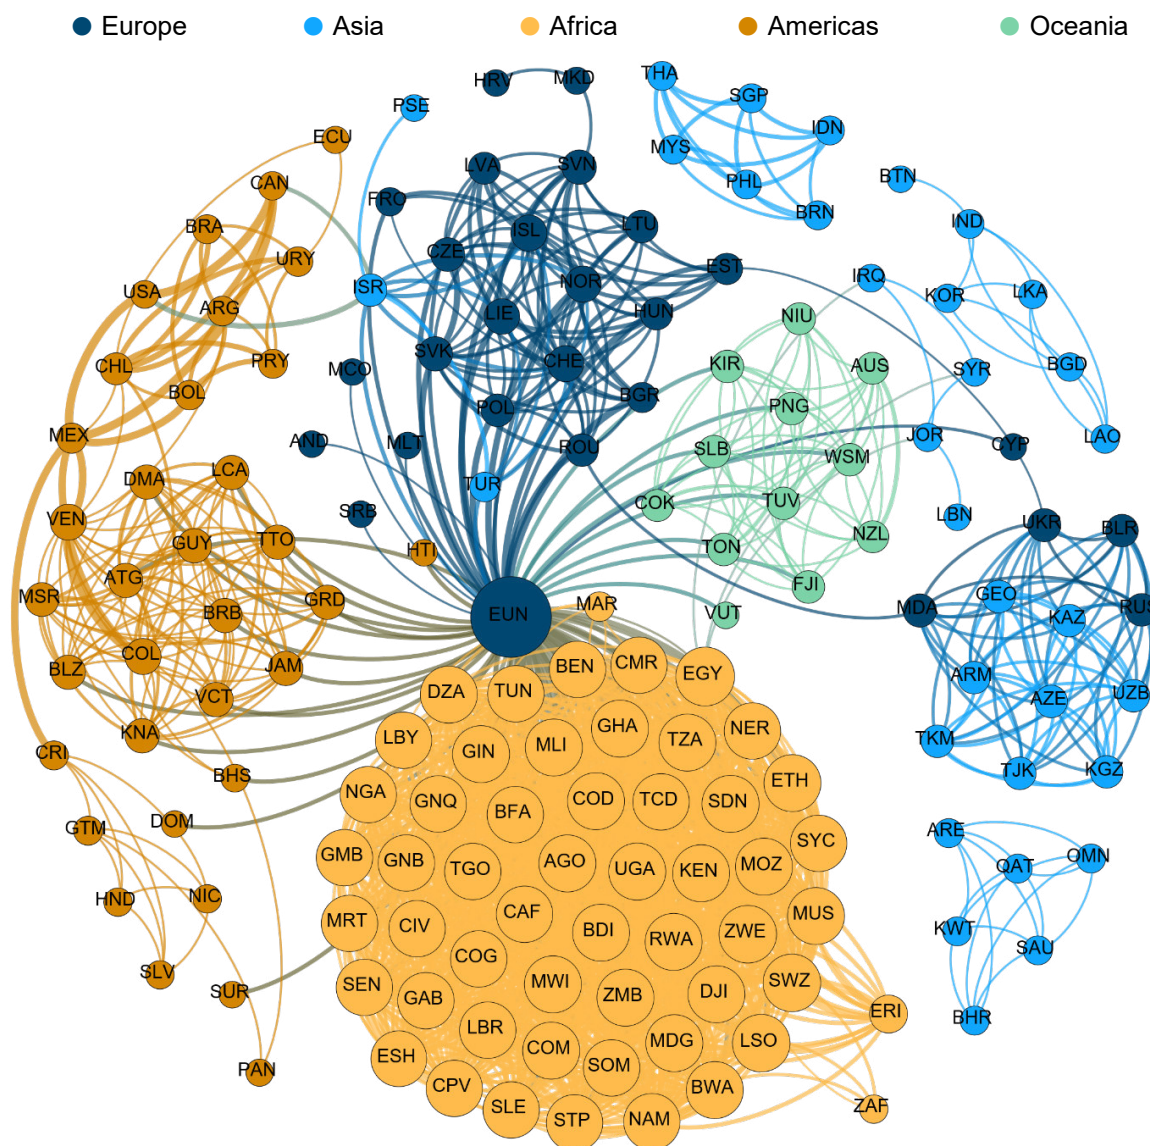 Europe Asia Africa Americas Oceania
HRV MKD THA SGP
PSE IDN
ECU MYS
LVA SVN PHL BTN
CAN FRO BRN
BRA ISL LTU IND
URY CZE
USA ISR NOR EST IRQ
ARG LIE HUN NIU KOR LKA
CHL PRY SVK CHE KIR AUS SYR BGD
MCO
BOL POL BGR PNG
MEX AND MLT ROU SLB WSM JOR CYP LAO
DMA LCA TUR
VEN SRB COK TUV LBN UKR BLR
GUY TTO HTI TON NZL
ATG FJI GEO
MSR BRB GRD EUN MAR VUT MDA KAZ RUS
COL JAM BEN CMR EGY ARM
BLZ VCT DZA TUN AZE UZB
KNA LBY GIN MLI GHA TZA NER TKM
CRI BHS TJK KGZ
NGA GNQ BFA COD TCD SDN ETH
GTM DOM ARE
GMB GNB TGO AGO UGA KEN MOZ SYC QAT OMN
HND NIC
MRT CIV CAF BDI RWA ZWE MUS KWT
SLV COG SAU
SUR SEN GAB MWI ZMB DJI SWZ
LBR ERI BHR
PAN ESH COM SOM MDG LSO
CPV SLE STP NAM BWA ZAF